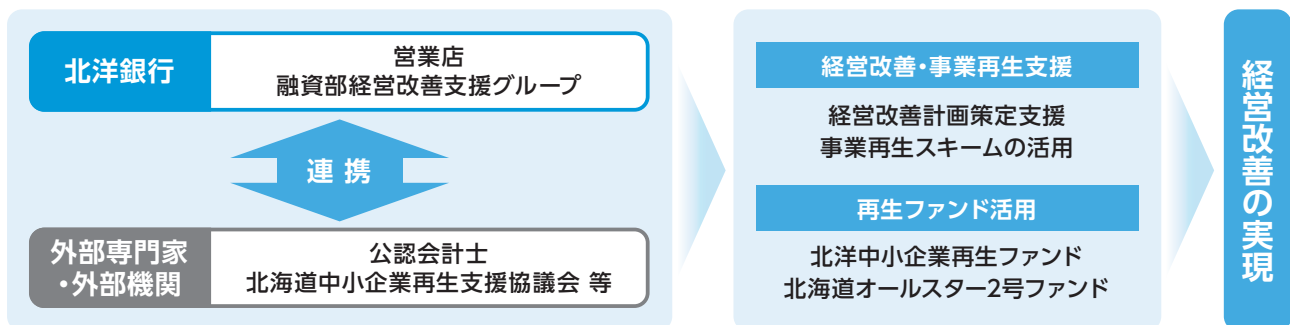 北洋銀行
営業店
融資部経営改善支援グループ
連携
外部専門家
・外部機関
公認会計士
北海道中小企業再生支援協議会 等
経営改善・事業再生支援
経営改善計画策定支援
事業再生スキームの活用
再生ファンド活用
北洋中小企業再生ファンド
北海道オールスター2号ファンド
経営改善の実現